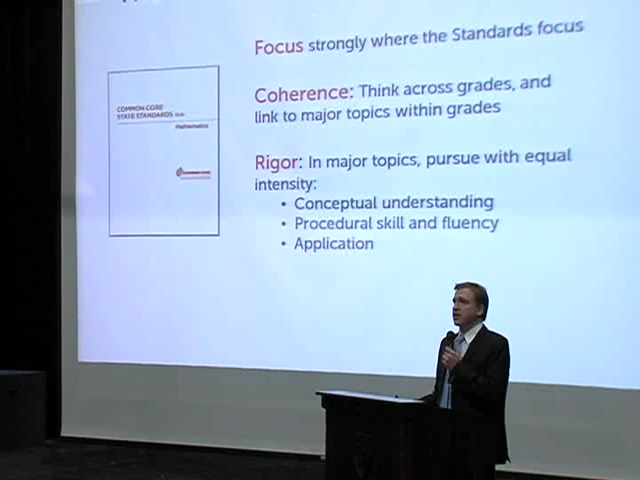 Focus strongly where the Standards focus
COMMON CORE
STATE STANDARDS FOR
Mathematics
Coherence: Think across grades, and
link to major topics within grades
Rigor: In major topics, pursue with equal
intensity:
• Conceptual understanding
• Procedural skill and fluency
• Application